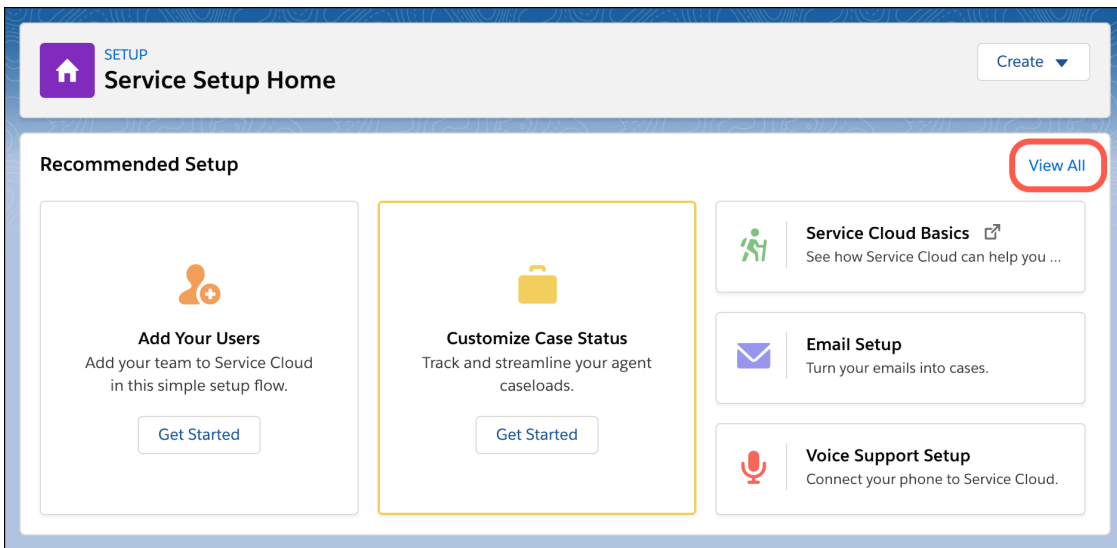 SETUP
Service Setup Home
Create
Recommended Setup
View All
Add Your Users
Add your team to Service Cloud
in this simple setup flow.
Get Started
Customize Case Status
Track and streamline your agent
caseloads.
Get Started
Service Cloud Basics
See how Service Cloud can help you ...
Email Setup
Turn your emails into cases.
Voice Support Setup
Connect your phone to Service Cloud.